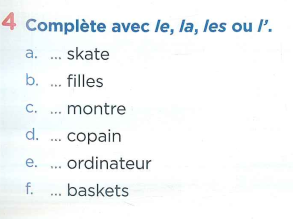 4 Complète avec le, la, les ou l'.
a. ... skate
b. ... filles
c. ... montre
d. ... copain
e. ... ordinateur
f. ... baskets